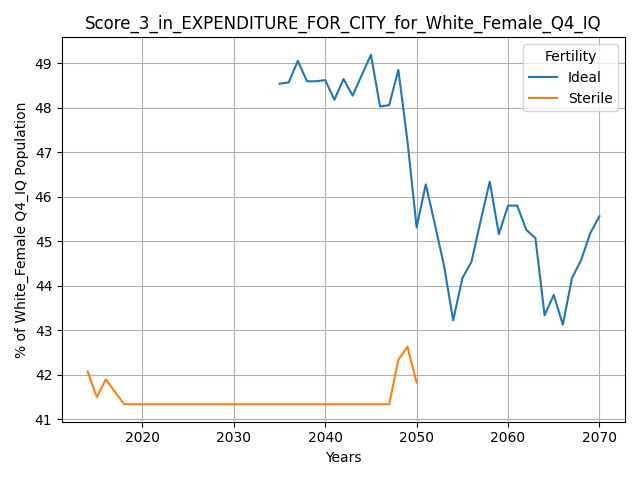 Score_3_in_EXPENDITURE_FOR_CITY_for_White_Female_Q4_IQ
% of White_Female Q4_IQ Population
49
48
47
46
45
44
43
42
41
Fertility
Ideal
Sterile
2020 2030 2040 2050 2060 2070
Years